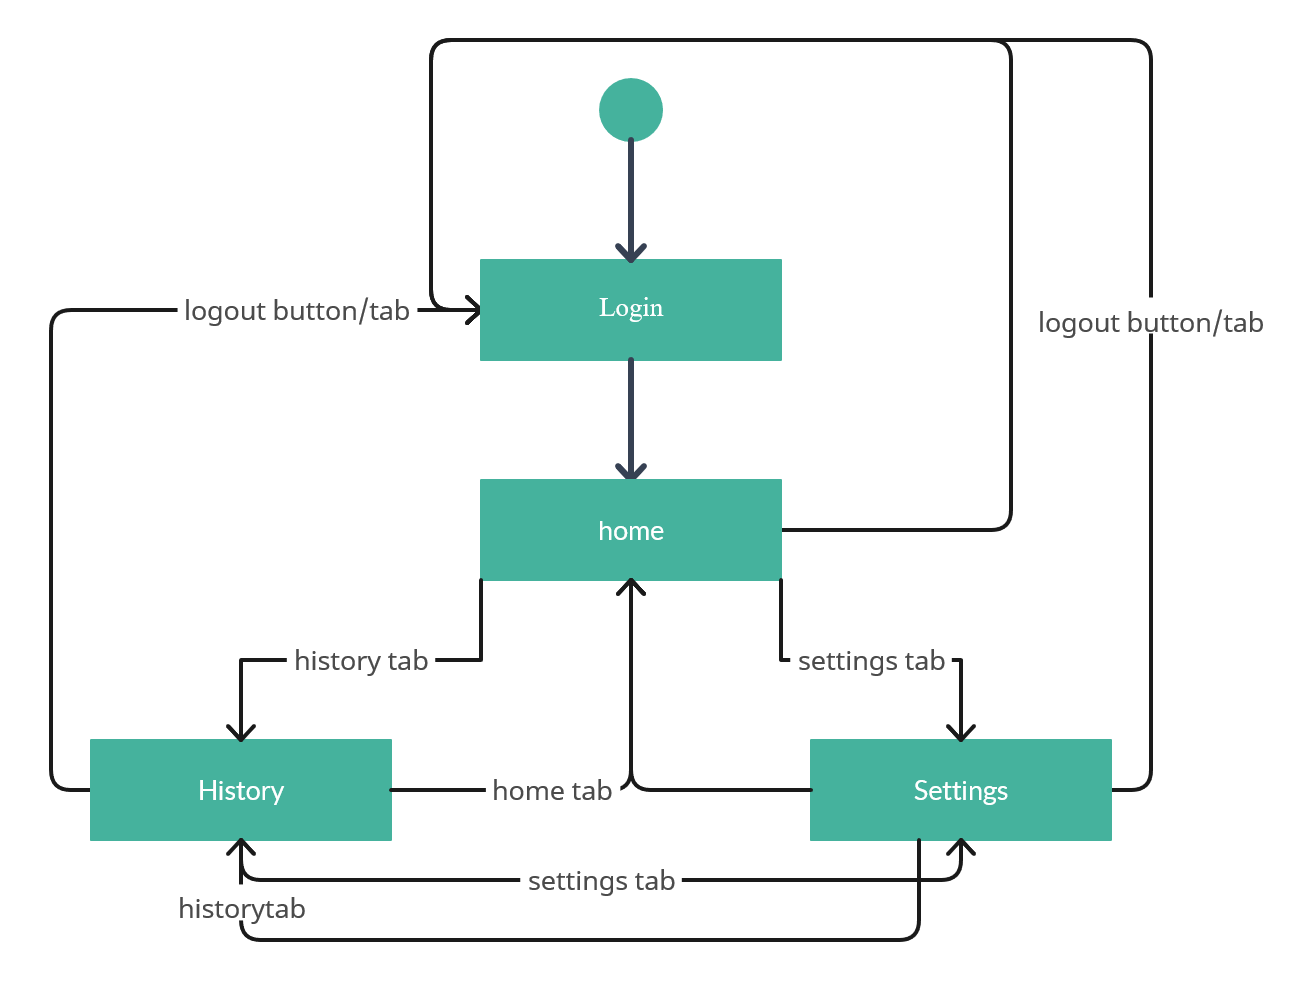 Login
logout button/tab
logout button/tab
home
history tab
settings tab
History
home tab
Settings
settings tab
historytab